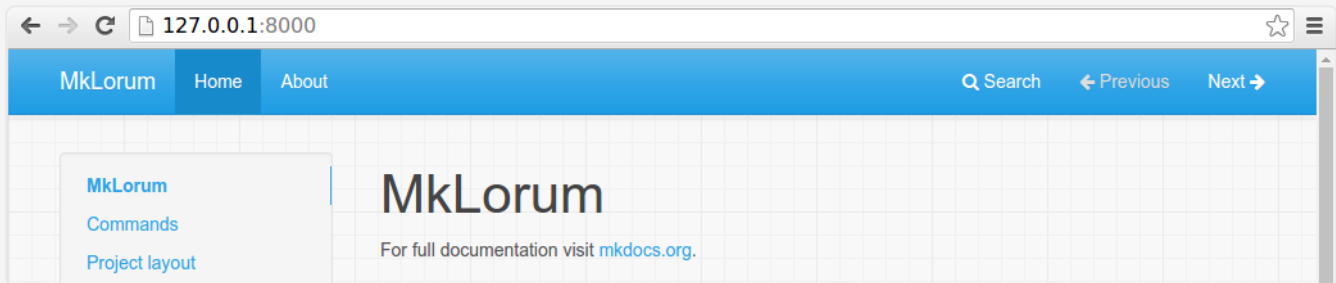 127.0.0.1:8000
MkLorum Home About Search Previous Next
MkLorum
Commands
Project layout
MkLorum
For full documentation visit mkdocs.org.